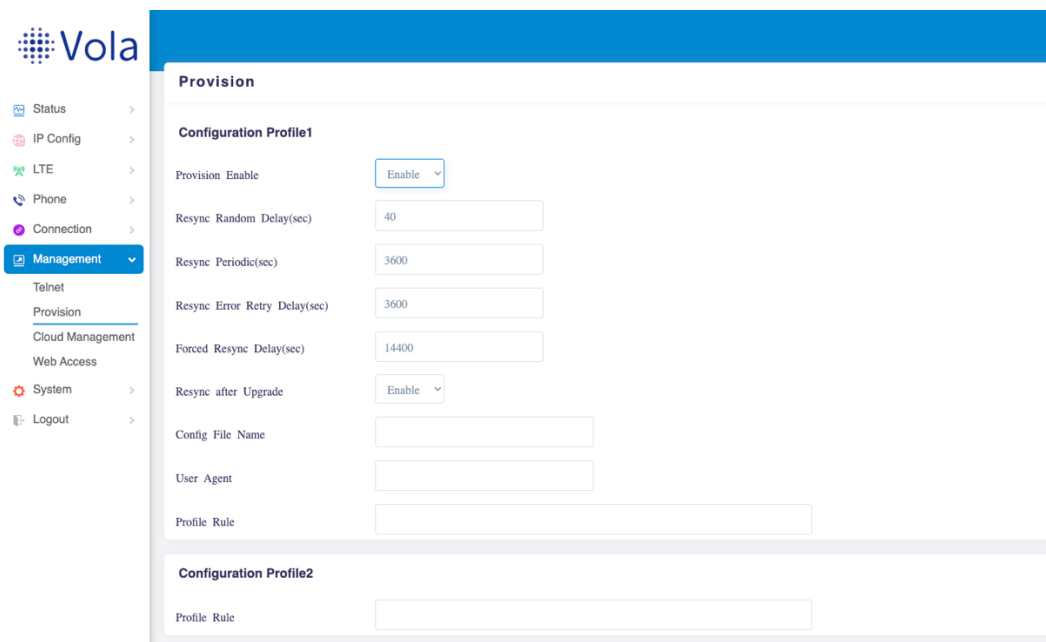 Vola
Status
IP Config
LTE
Phone
Connection
Management
Telnet
Provision
Cloud Management
Web Access
System
Logout
Provision
Configuration Profile1
Provision Enable Enable
Resync Random Delay(sec) 40
Resync Periodic(sec) 3600
Resync Error Retry Delay(sec) 3600
Forced Resync Delay(sec) 14400
Resync after Upgrade Enable
Config File Name
User Agent
Profile Rule
Configuration Profile2
Profile Rule